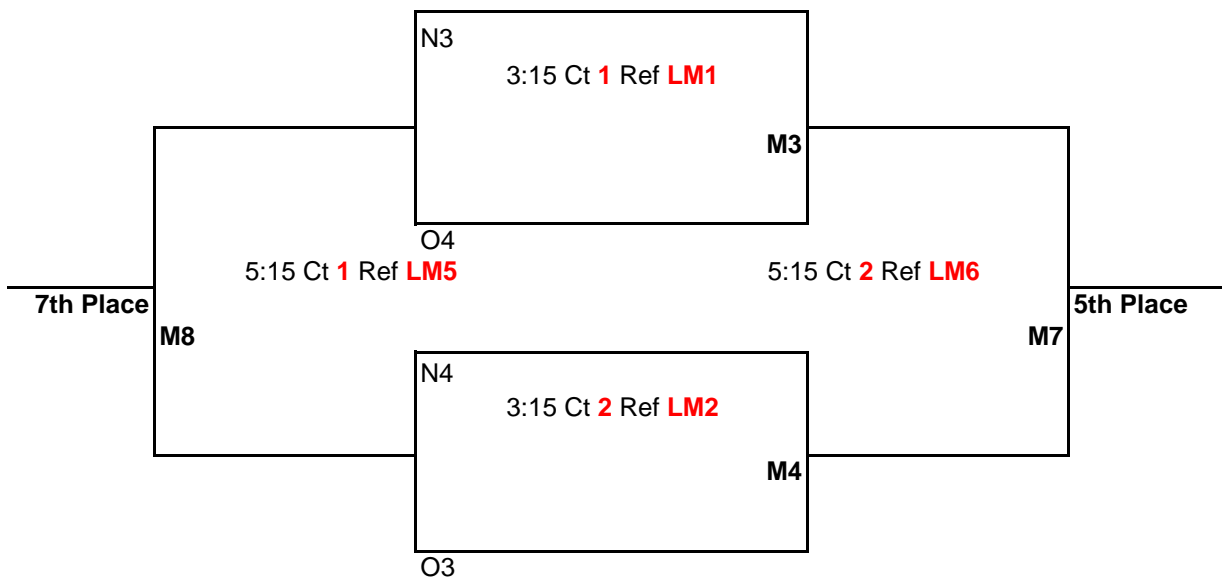 N3
3:15 Ct 1 Ref LM1
M3
O4
5:15 Ct 1 Ref LM5
5:15 Ct 2 Ref LM6
7th Place
5th Place
M8
M7
N4
3:15 Ct 2 Ref LM2
M4
O3